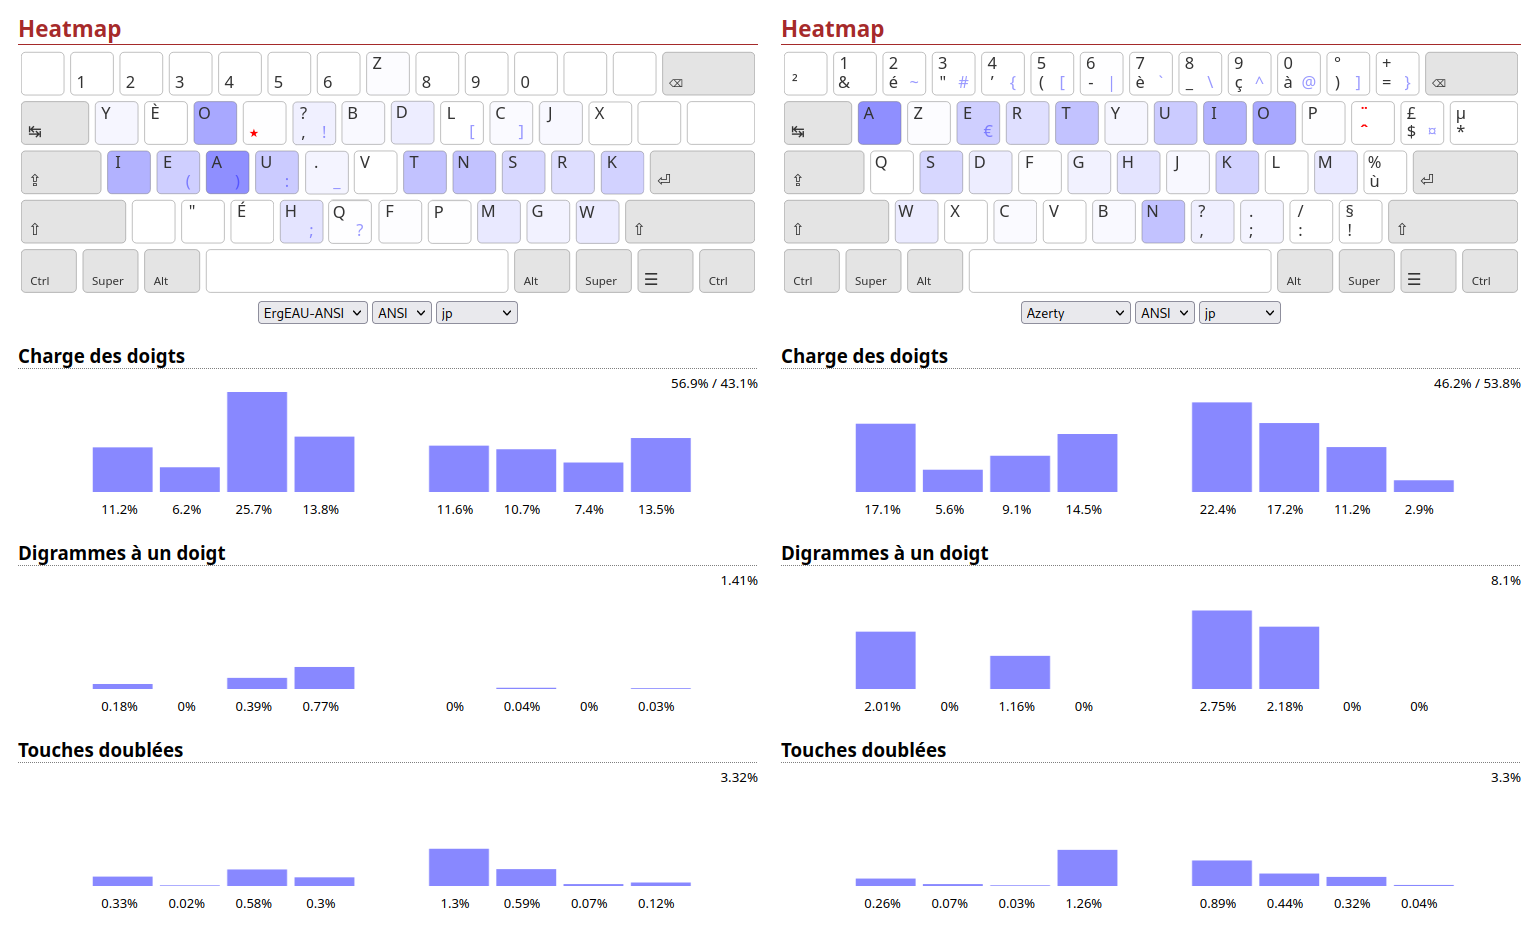 Heatmap
1 2 3 4 5 6 Z 8 9 0 ⌫
↹ Y È O ★ ? , ! B D L [ C ] J X
⇪ I E ( A ) U : . _ V T N S R K ⏎
⇧ " É H ; Q ? F P M G W ⇧
Ctrl Super Alt Alt Super ☰ Ctrl
ErgEAU-ANSI ANSI jp
Charge des doigts
56.9% / 43.1%
11.2% 6.2% 25.7% 13.8% 11.6% 10.7% 7.4% 13.5%
Digrammes à un doigt
1.41%
0.18% 0% 0.39% 0.77% 0% 0.04% 0% 0.03%
Touches doublées
3.32%
0.33% 0.02% 0.58% 0.3% 1.3% 0.59% 0.07% 0.12%
Heatmap
² 1 & 2 é ~ 3 " # 4 ’ { 5 ( [ 6 - | 7 è ` 8 _ \ 9 ç ^ 0 à @ ° ) ] + = } ⌫
↹ A Z E € R T Y U I O P ¨ ^ £ $ ¤ µ *
⇪ Q S D F G H J K L M % ù ⏎
⇧ W X C V B N ? , . ; / : § ! ⇧
Ctrl Super Alt Alt Super ☰ Ctrl
Azerty ANSI jp
Charge des doigts
46.2% / 53.8%
17.1% 5.6% 9.1% 14.5% 22.4% 17.2% 11.2% 2.9%
Digrammes à un doigt
8.1%
2.01% 0% 1.16% 0% 2.75% 2.18% 0% 0%
Touches doublées
3.3%
0.26% 0.07% 0.03% 1.26% 0.89% 0.44% 0.32% 0.04%